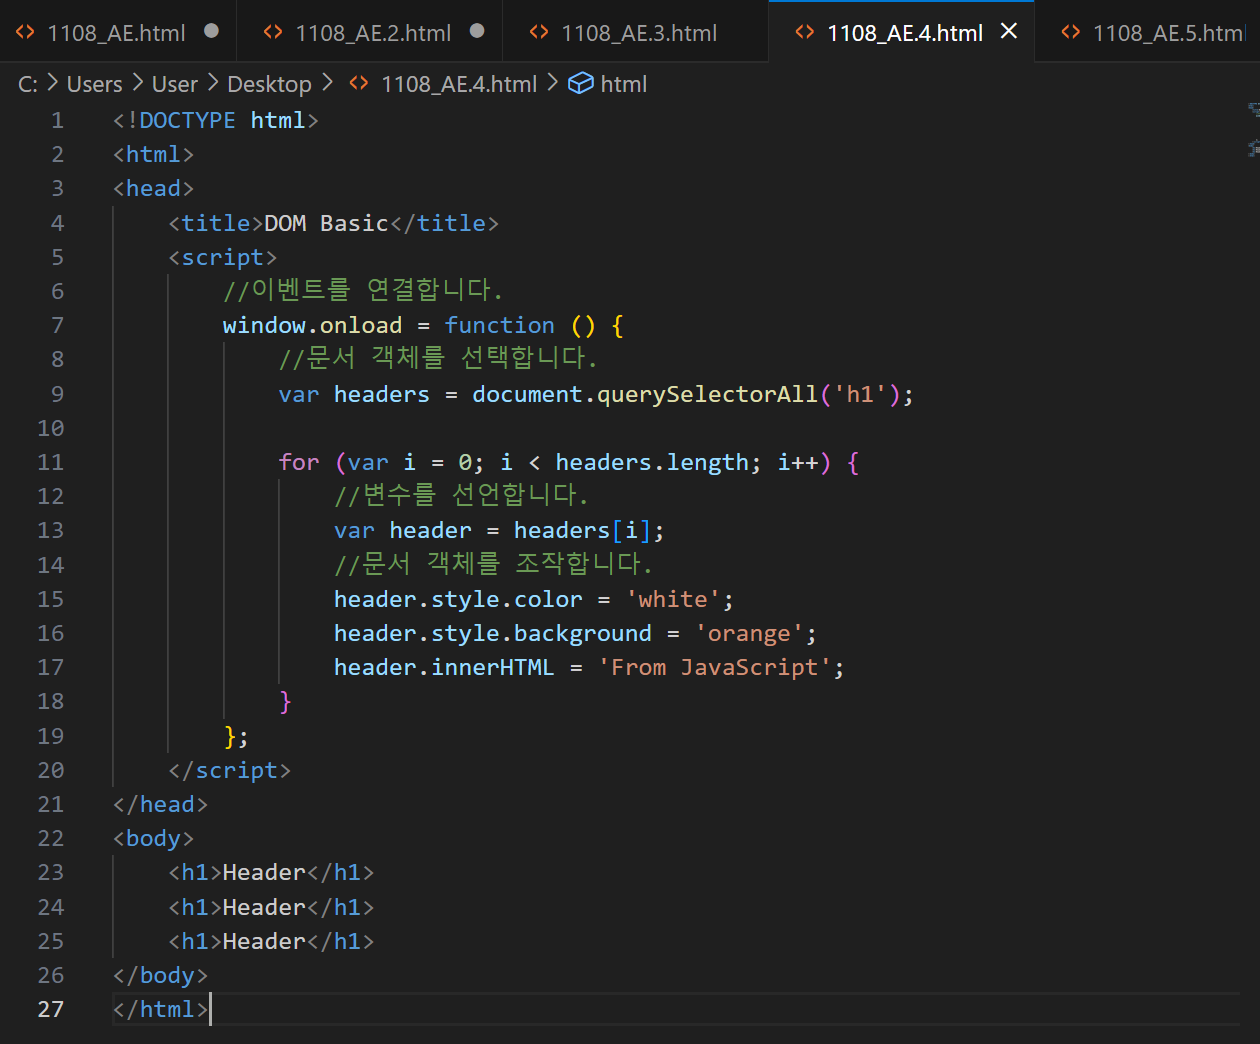 1108_AE.html 1108_AE.2.html 1108_AE.3.html 1108_AE.4.html 1108_AE.5.html
C: > Users > User > Desktop > 1108_AE.4.html > html
1 <!DOCTYPE html>
2 <html>
3 <head>
4     <title>DOM Basic</title>
5     <script>
6         //이벤트를 연결합니다.
7         window.onload = function () {
8             //문서 객체를 선택합니다.
9             var headers = document.querySelectorAll('h1');
10
11             for (var i = 0; i < headers.length; i++) {
12                 //변수를 선언합니다.
13                 var header = headers[i];
14                 //문서 객체를 조작합니다.
15                 header.style.color = 'white';
16                 header.style.background = 'orange';
17                 header.innerHTML = 'From JavaScript';
18             }
19         };
20     </script>
21 </head>
22 <body>
23     <h1>Header</h1>
24     <h1>Header</h1>
25     <h1>Header</h1>
26 </body>
27 </html>